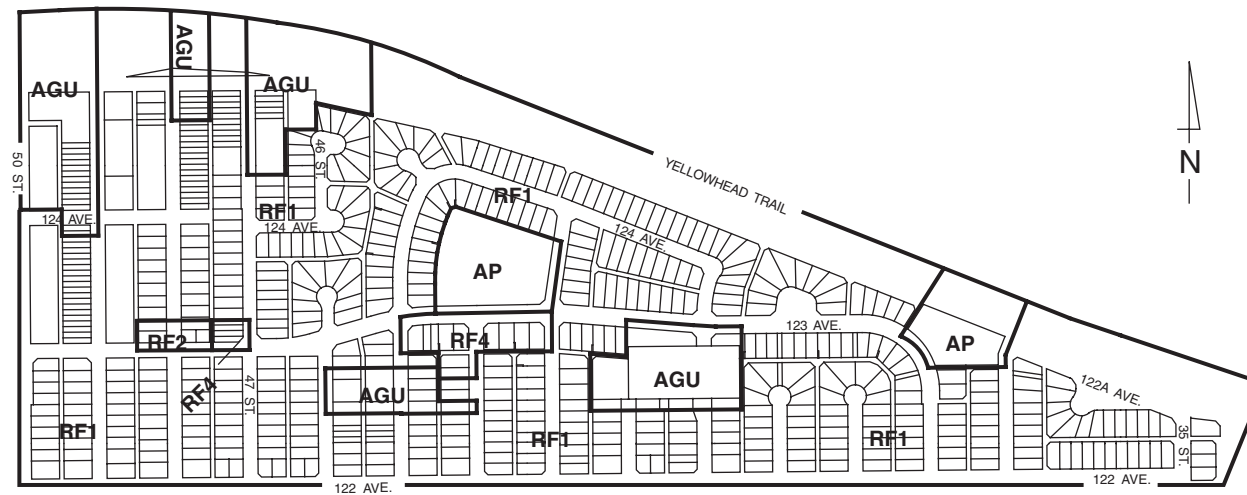 AGU
AGU
AGU
N
50 ST.
46 ST.
YELLOWHEAD TRAIL
RF1
RF1
124 AVE.
124 AVE.
124 AVE.
AP
123 AVE.
RF2
RF4
AP
RF4
47 ST.
AGU
AGU
122A AVE.
RF1
RF1
RF1
35 ST.
122 AVE.
122 AVE.